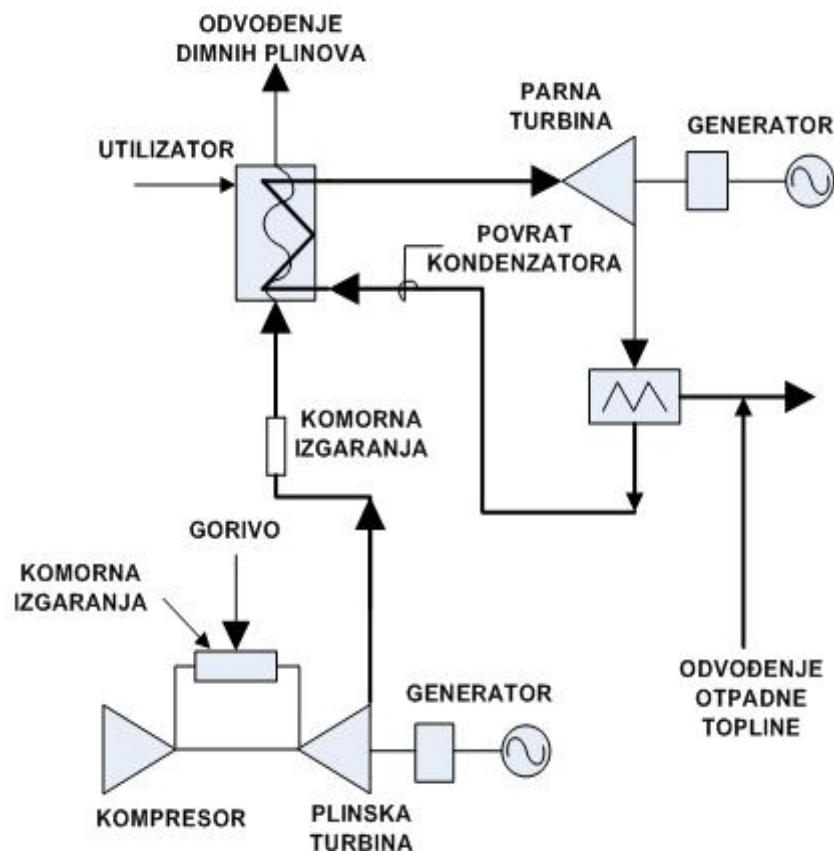 ODVOĐENJE
DIMNIH PLINOVA
PARNA
TURBINA
GENERATOR
UTILIZATOR
POVRAT
KONDENZATORA
KOMORNA
IZGARANJA
GORIVO
KOMORNA
IZGARANJA
GENERATOR
ODVOĐENJE
OTPADNE
TOPLINE
KOMPRESOR
PLINSKA
TURBINA